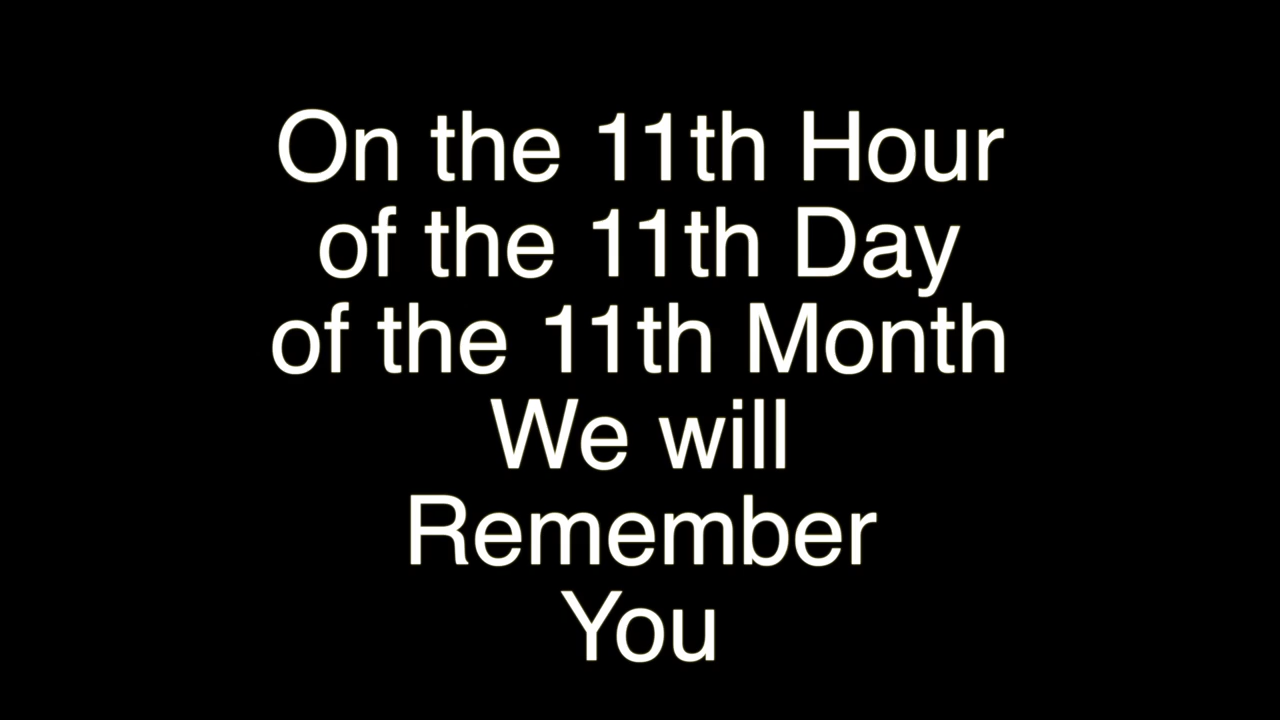 On the 11th Hour
of the 11th Day
of the 11th Month
We will
Remember
You